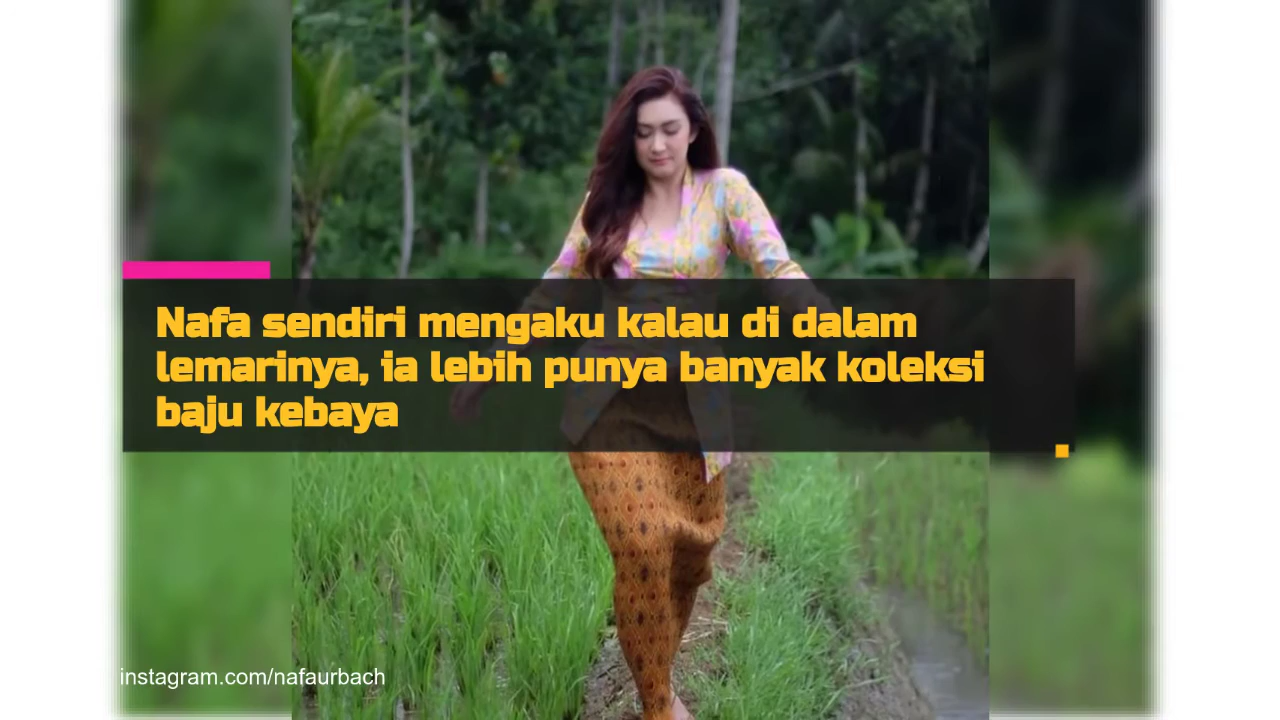 Nafa sendiri mengaku kalau di dalam
lemarinya, ia lebih punya banyak koleksi
baju kebaya
instagram.com/nafaurbach